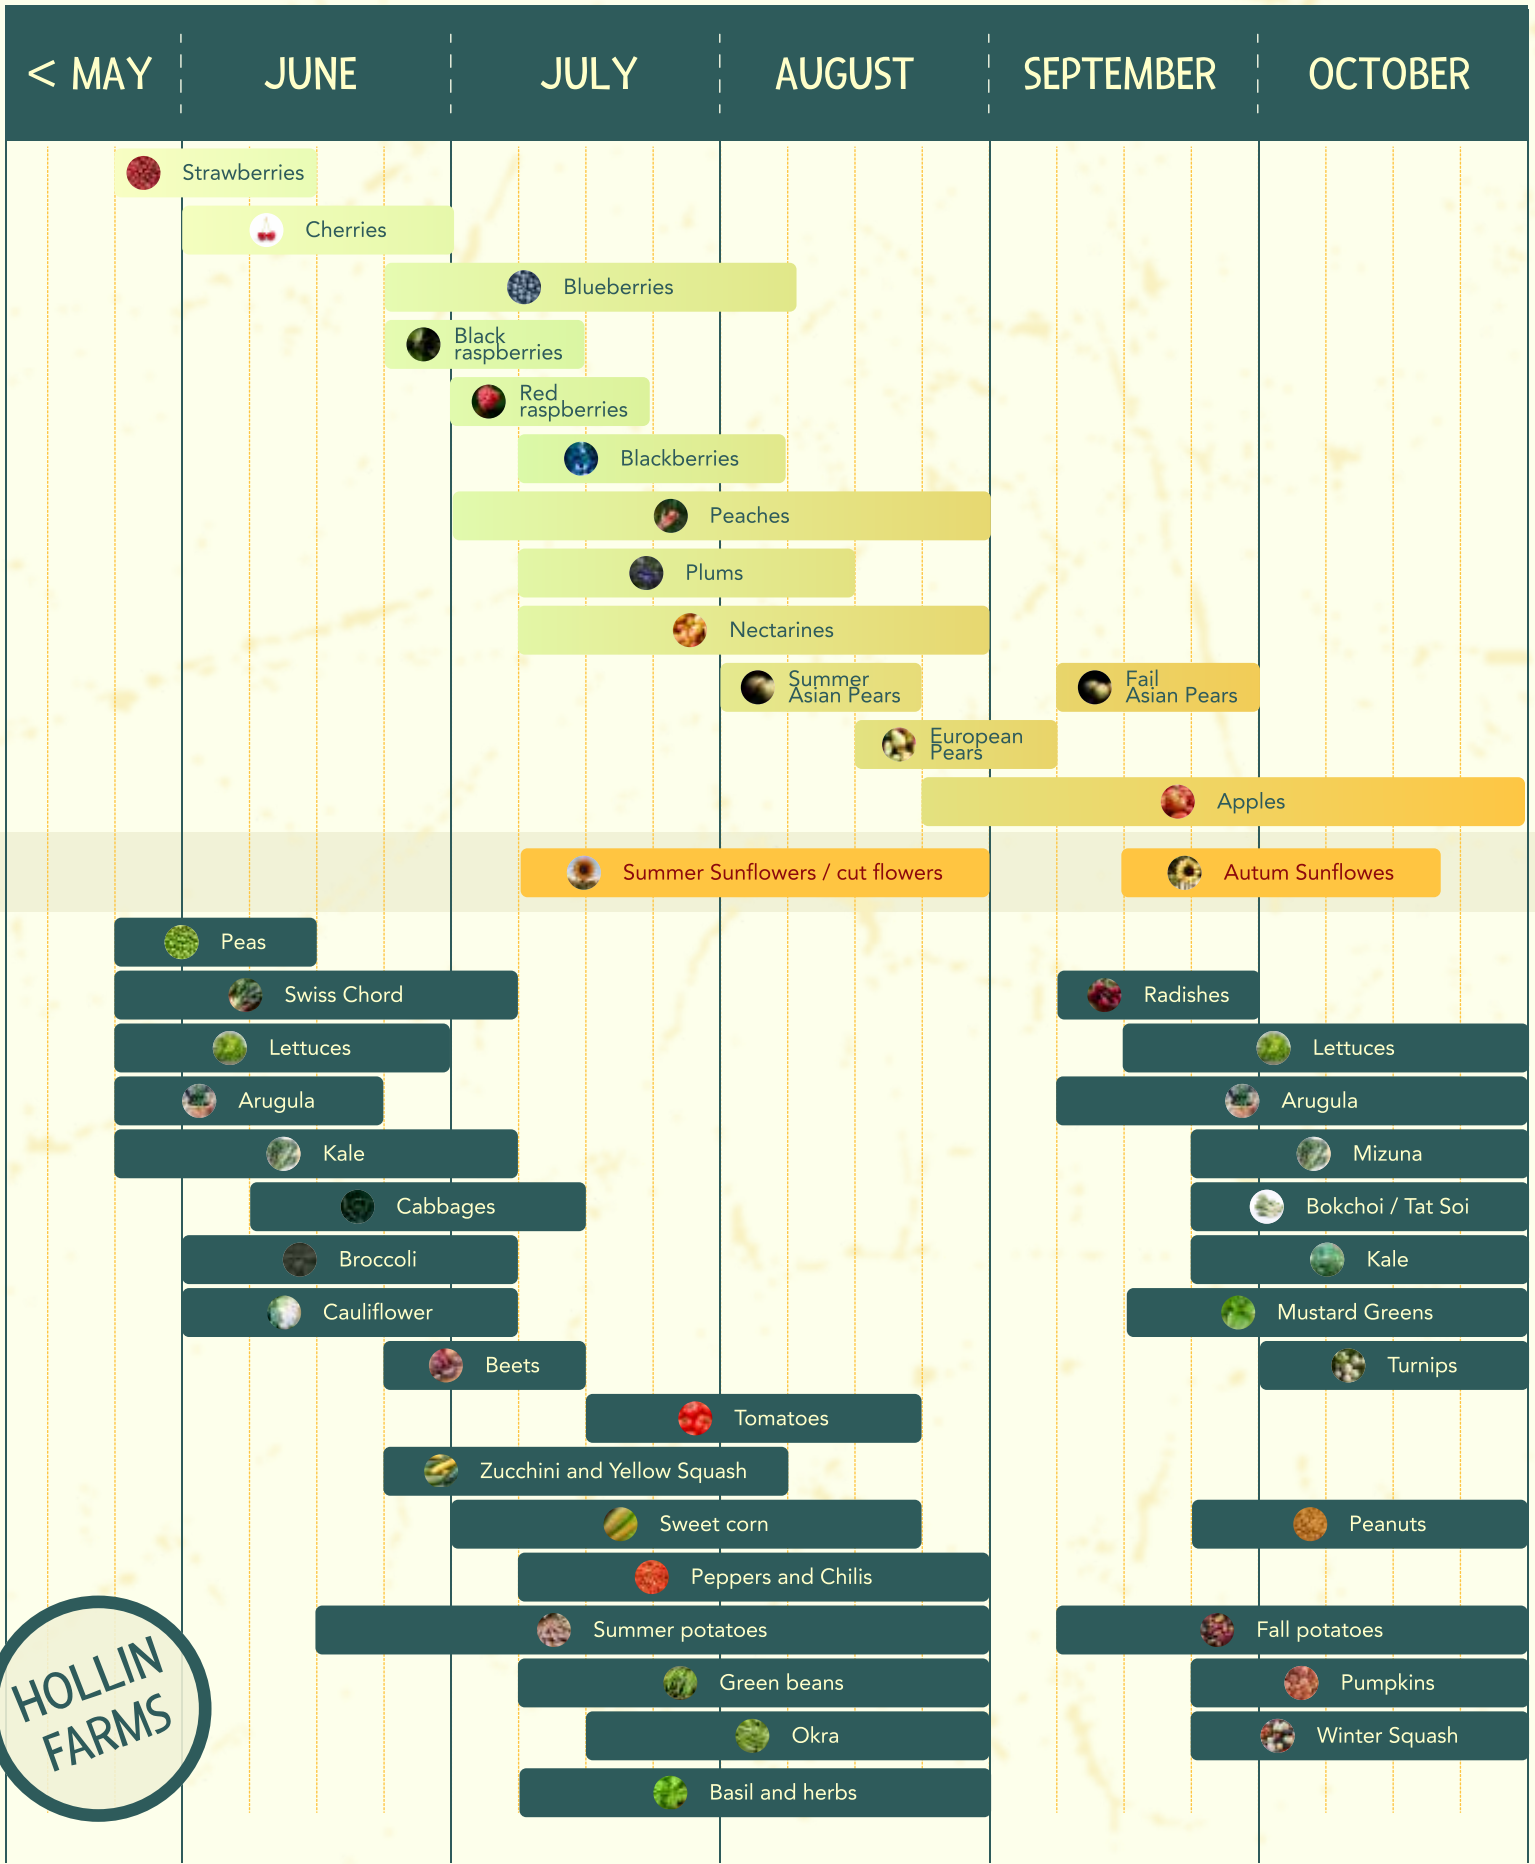 < MAY
JUNE
JULY
AUGUST
SEPTEMBER
OCTOBER
Strawberries
Cherries
Blueberries
Black
raspberries
Red
raspberries
Blackberries
Peaches
Plums
Nectarines
Summer
Asian Pears
Fail
Asian Pears
European
Pears
Apples
Summer Sunflowers / cut flowers
Autum Sunflowes
Peas
Swiss Chord
Radishes
Lettuces
Lettuces
Arugula
Arugula
Kale
Mizuna
Cabbages
Bokchoi / Tat Soi
Broccoli
Kale
Cauliflower
Mustard Greens
Beets
Turnips
Tomatoes
Zucchini and Yellow Squash
Sweet corn
Peanuts
Peppers and Chilis
Summer potatoes
Fall potatoes
Green beans
Pumpkins
Okra
Winter Squash
Basil and herbs
HOLLIN
FARMS